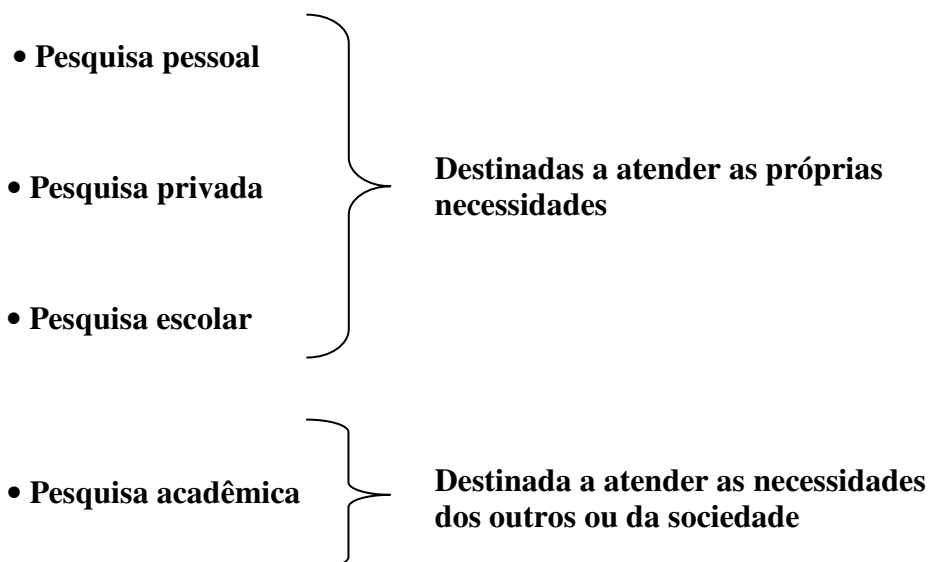 • Pesquisa pessoal
• Pesquisa privada
Destinadas a atender as próprias
necessidades
• Pesquisa escolar
• Pesquisa acadêmica
Destinada a atender as necessidades
dos outros ou da sociedade